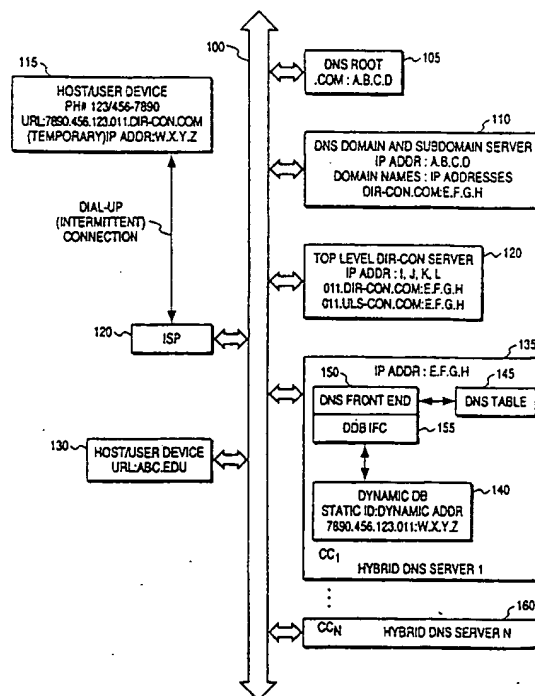 100
115
HOST/USER DEVICE
PH# 123/456-7890
URL:7890.456.123.011.DIR-CON.COM
{TEMPORARY}IP ADDR:W.X.Y.Z
DIAL-UP
(INTERMITTENT)
CONNECTION
120
ISP
130
HOST/USER DEVICE
URL:ABC.EDU
105
DNS ROOT
.COM : A.B.C.D
110
DNS DOMAIN AND SUBDOMAIN SERVER
IP ADDR : A.B.C.D
DOMAIN NAMES : IP ADDRESSES
DIR-CON.COM:E.F.G.H
120
TOP LEVEL DIR-CON SERVER
IP ADDR : I, J, K, L
011.DIR-CON.COM:E.F.G.H
011.ULS-CON.COM:E.F.G.H
135
IP ADDR : E.F.G.H
150
DNS FRONT END
145
DNS TABLE
DDB IFC
155
140
DYNAMIC DB
STATIC ID:DYNAMIC ADDR
7890.456.123.011:W.X.Y.Z
CC1
HYBRID DNS SERVER 1
160
CCN HYBRID DNS SERVER N